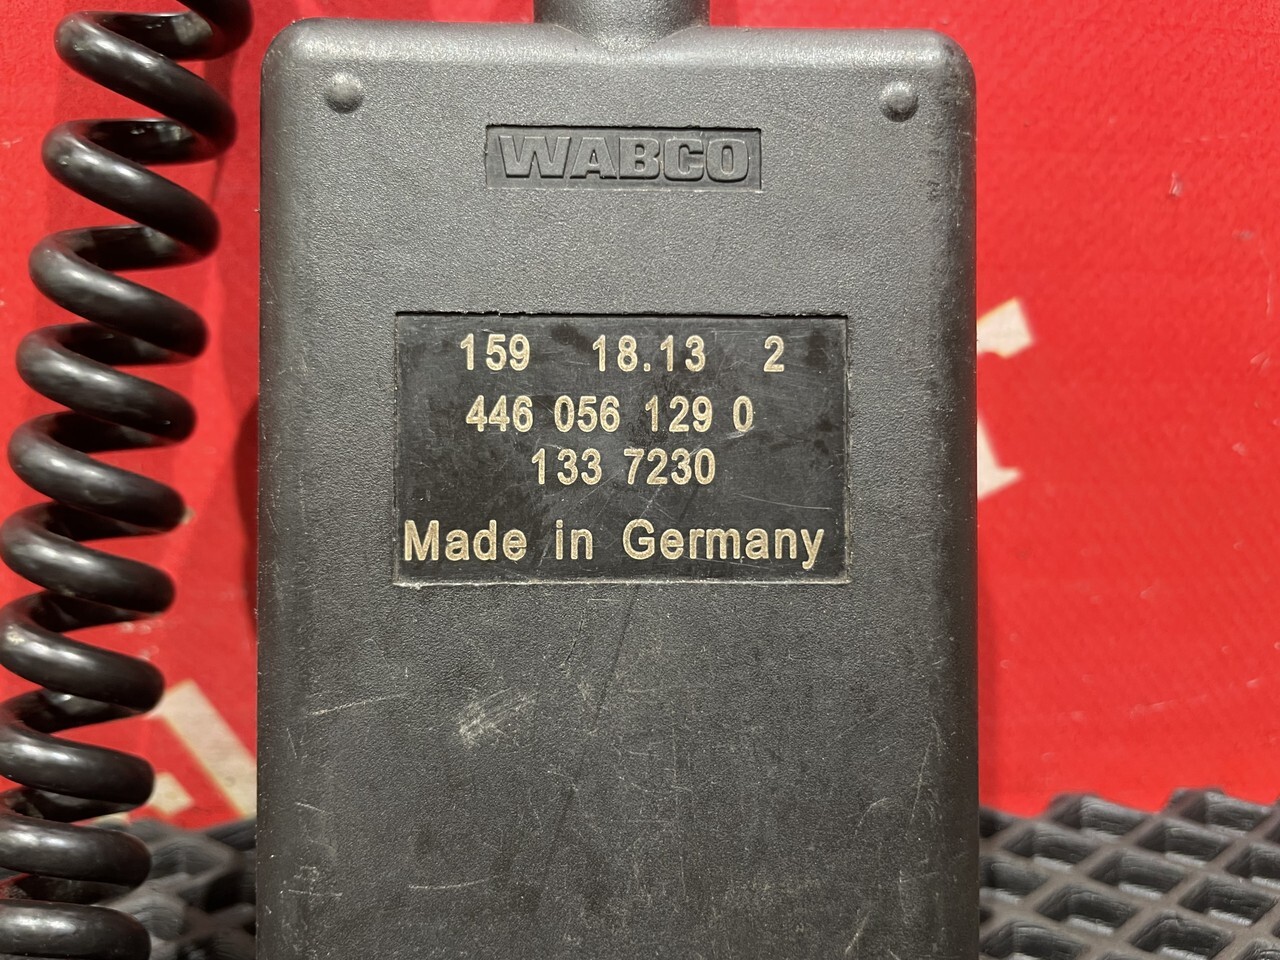 WABCO
159 18.13 2
446 056 129 0
133 7230
Made in Germany